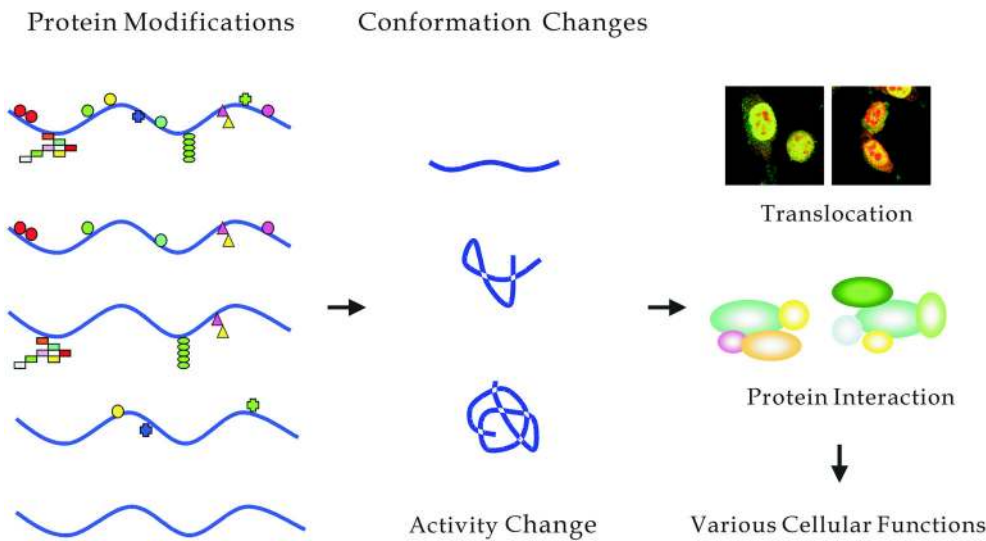 Protein Modifications
Conformation Changes
Translocation
Protein Interaction
Activity Change
Various Cellular Functions